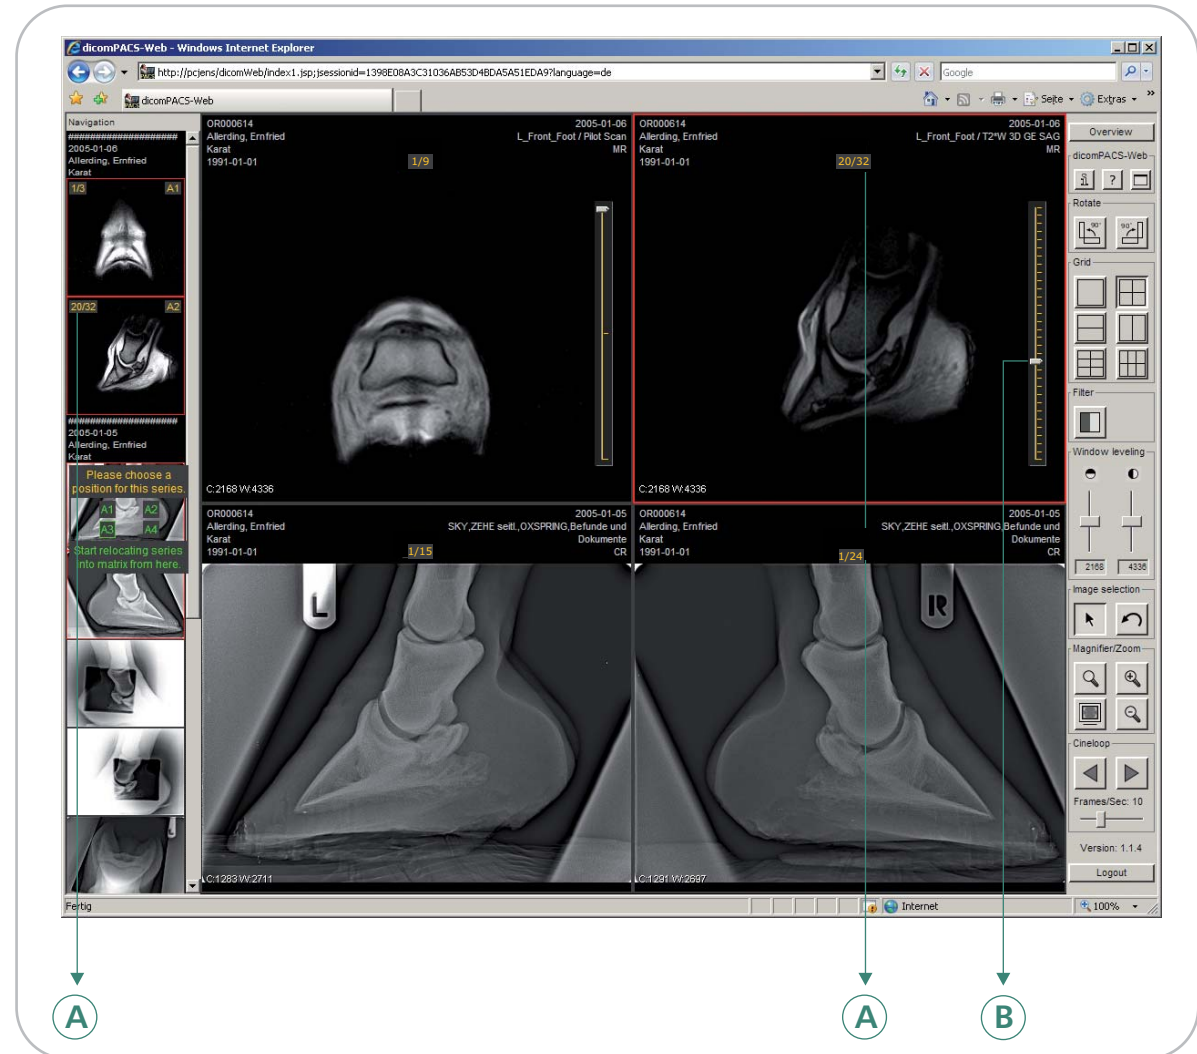 dicomPACS-Web - Windows Internet Explorer
http://pcjens/dicomWeb/index1.jsp;jsessionid=1398E08A3C31036AB53D4BDA5A51EDA9?language=de
Google
dicomPACS-Web
Seite
Extras
»
Navigation
######################
2005-01-06
Allerding, Ernfried
Karat
1/3 A1
20/32 A2
######################
2005-01-05
Allerding, Ernfried
Karat
Please choose a
position for this series.
A1 A2
A3 A4
Start relocating series
into matrix from here.
OR000614 2005-01-06
Allerding, Ernfried L_Front_Foot / Pilot Scan
Karat MR
1991-01-01 1/9
C:2168 W:4336
OR000614 2005-01-06
Allerding, Ernfried L_Front_Foot / T2*W 3D GE SAG
Karat MR
1991-01-01 20/32
C:2168 W:4336
OR000614 2005-01-05
Allerding, Ernfried SKY,ZEHE seitl.,OXSPRING,Befunde und
Karat Dokumente
1991-01-01 1/15 CR
L
C:1283 W:2711
OR000614 2005-01-05
Allerding, Ernfried SKY,ZEHE seitl.,OXSPRING,Befunde und
Karat Dokumente
1991-01-01 1/24 CR
R
C:1291 W:2697
Overview
dicomPACS-Web
i ?
Rotate
90° 90°
Grid
Filter
Window leveling
2168 4336
Image selection
Magnifier/Zoom
Cineloop
Frames/Sec: 10
Version: 1.1.4
Logout
Fertig Internet 100%
A A B